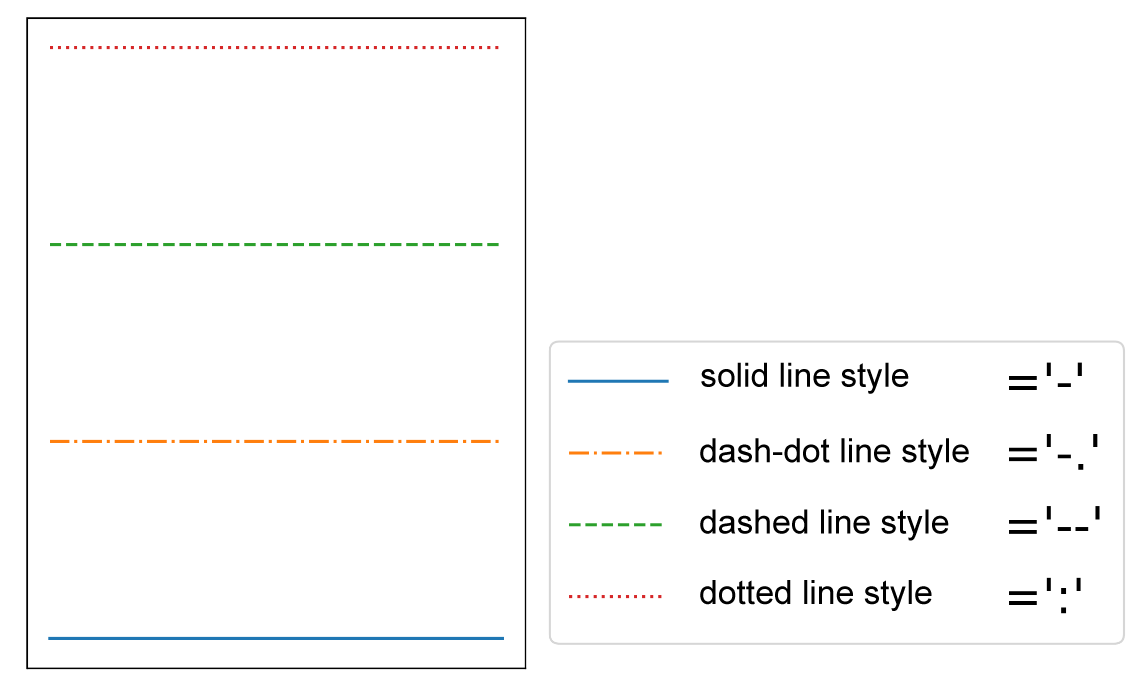 solid line style ='-'
dash-dot line style ='-.'
dashed line style ='--'
dotted line style =':'